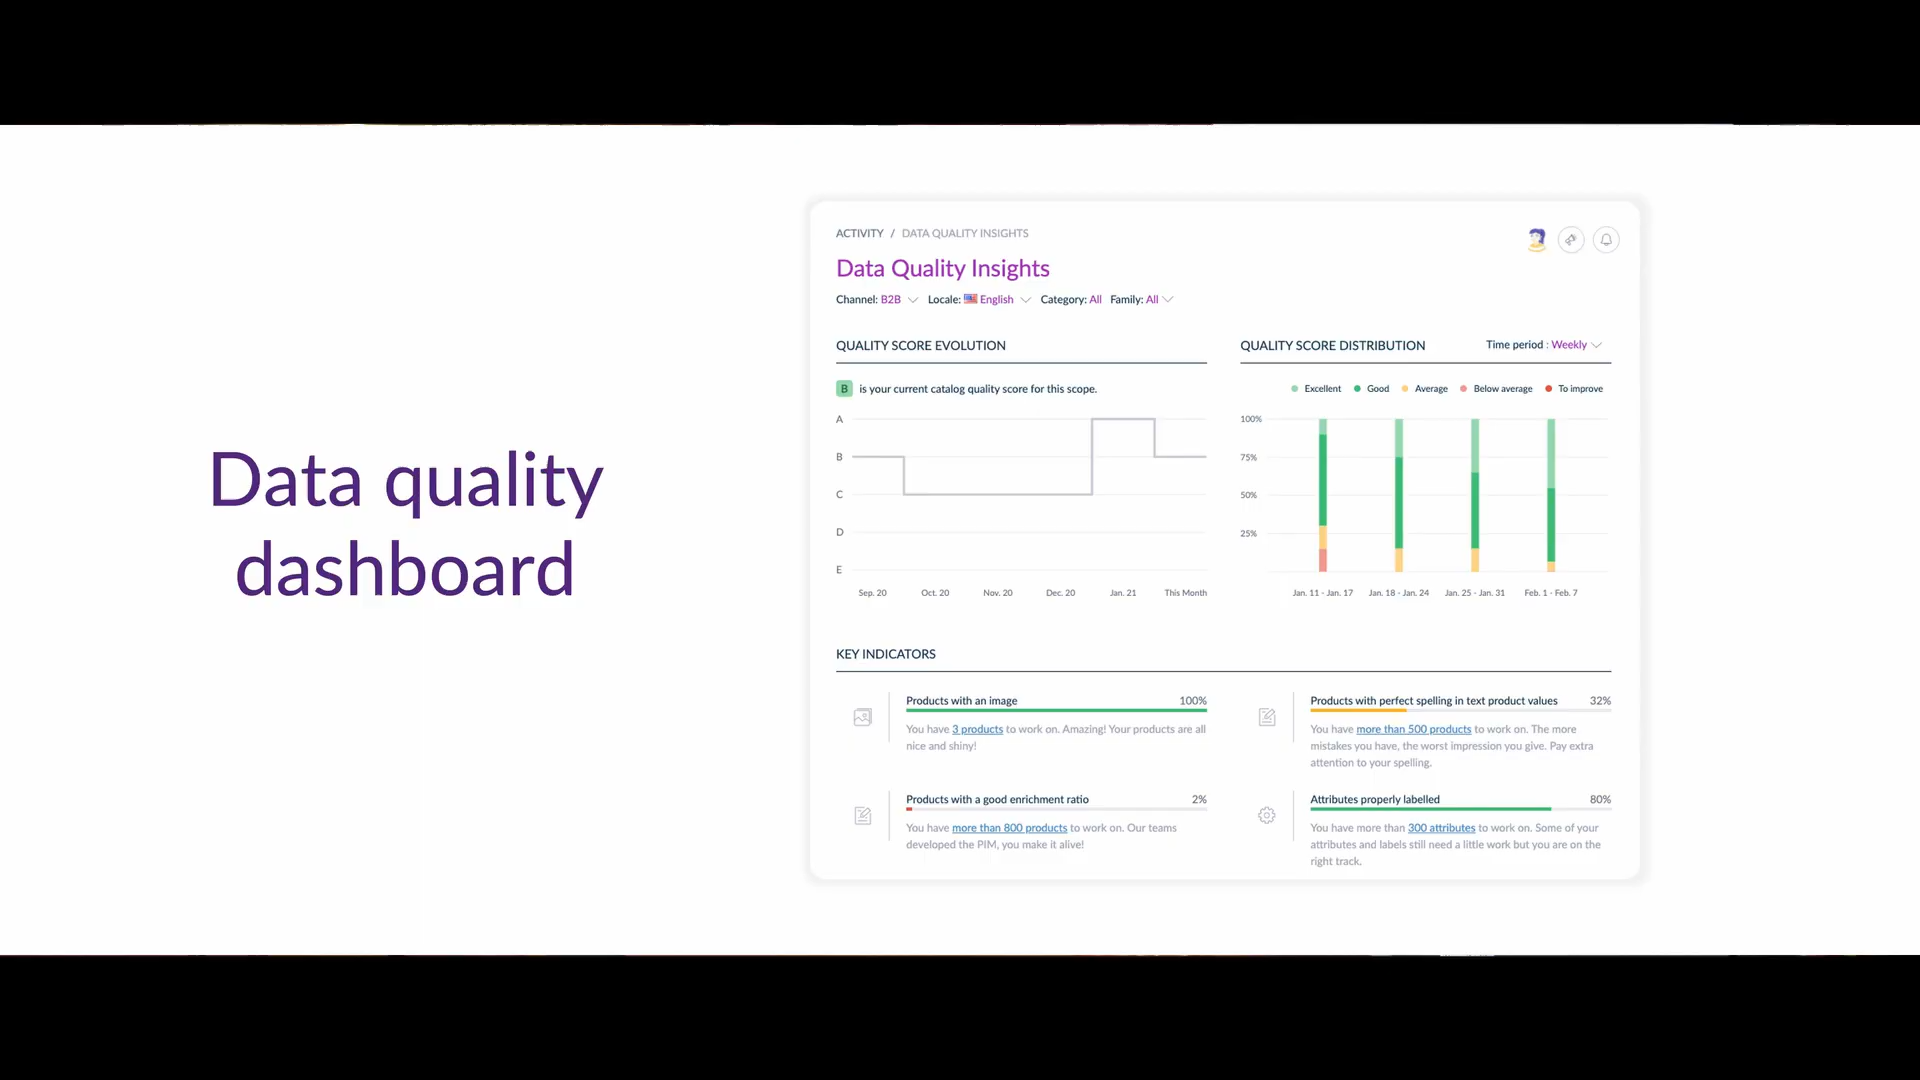 Data quality
dashboard
ACTIVITY / DATA QUALITY INSIGHTS
Data Quality Insights
Channel: B2B Locale: English Category: All Family: All
QUALITY SCORE EVOLUTION
B is your current catalog quality score for this scope.
A
B
C
D
E
Sep. 20 Oct. 20 Nov. 20 Dec. 20 Jan. 21 This Month
QUALITY SCORE DISTRIBUTION Time period : Weekly
Excellent Good Average Below average To improve
100%
75%
50%
25%
Jan. 11 - Jan. 17 Jan. 18 - Jan. 24 Jan. 25 - Jan. 31 Feb. 1 - Feb. 7
KEY INDICATORS
Products with an image 100%
You have 3 products to work on. Amazing! Your products are all
nice and shiny!
Products with perfect spelling in text product values 32%
You have more than 500 products to work on. The more
mistakes you have, the worst impression you give. Pay extra
attention to your spelling.
Products with a good enrichment ratio 2%
You have more than 800 products to work on. Our teams
developed the PIM, you make it alive!
Attributes properly labelled 80%
You have more than 300 attributes to work on. Some of your
attributes and labels still need a little work but you are on the
right track.